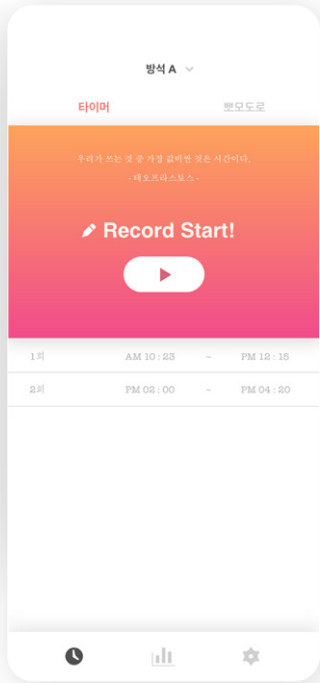 방석 A
타이머 뽀모도로
우리가 쓰는 것 중 가장 값비싼 것은 시간이다.
- 테오프라스토스 -
Record Start!
1회 AM 10 : 23 - PM 12 : 15
2회 PM 02 : 00 - PM 04 : 20